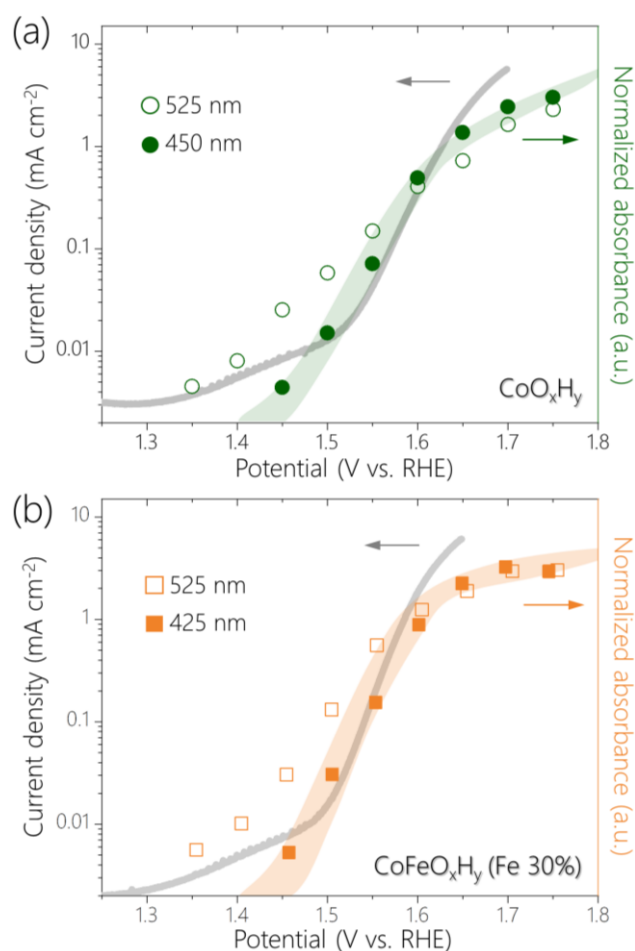 (a)
525 nm
450 nm
10
1
0.1
0.01
Current density (mA cm⁻²)
Normalized absorbance (a.u.)
CoOₓHᵧ
1.3 1.4 1.5 1.6 1.7 1.8
Potential (V vs. RHE)
(b)
525 nm
425 nm
10
1
0.1
0.01
Current density (mA cm⁻²)
Normalized absorbance (a.u.)
CoFeOₓHᵧ (Fe 30%)
1.3 1.4 1.5 1.6 1.7 1.8
Potential (V vs. RHE)